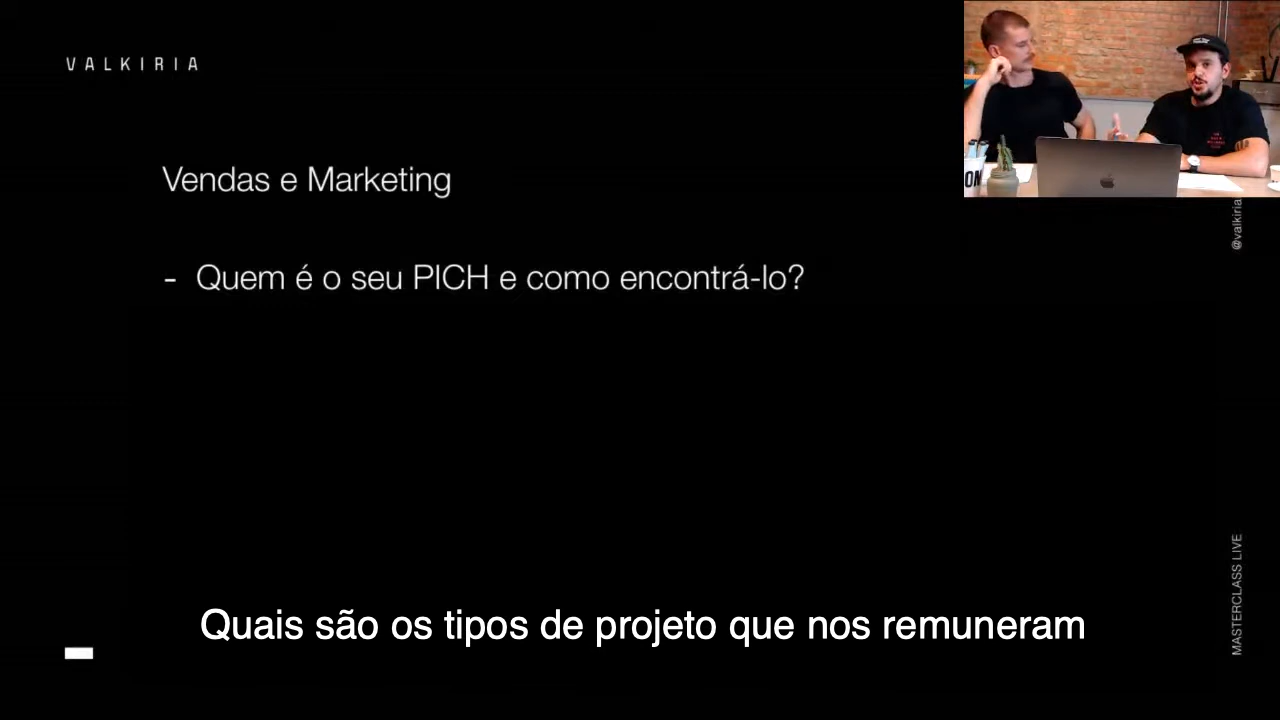 VALKIRIA
Vendas e Marketing
- Quem é o seu PICH e como encontrá-lo?
@valkiria
MASTERCLASS LIVE
Quais são os tipos de projeto que nos remuneram